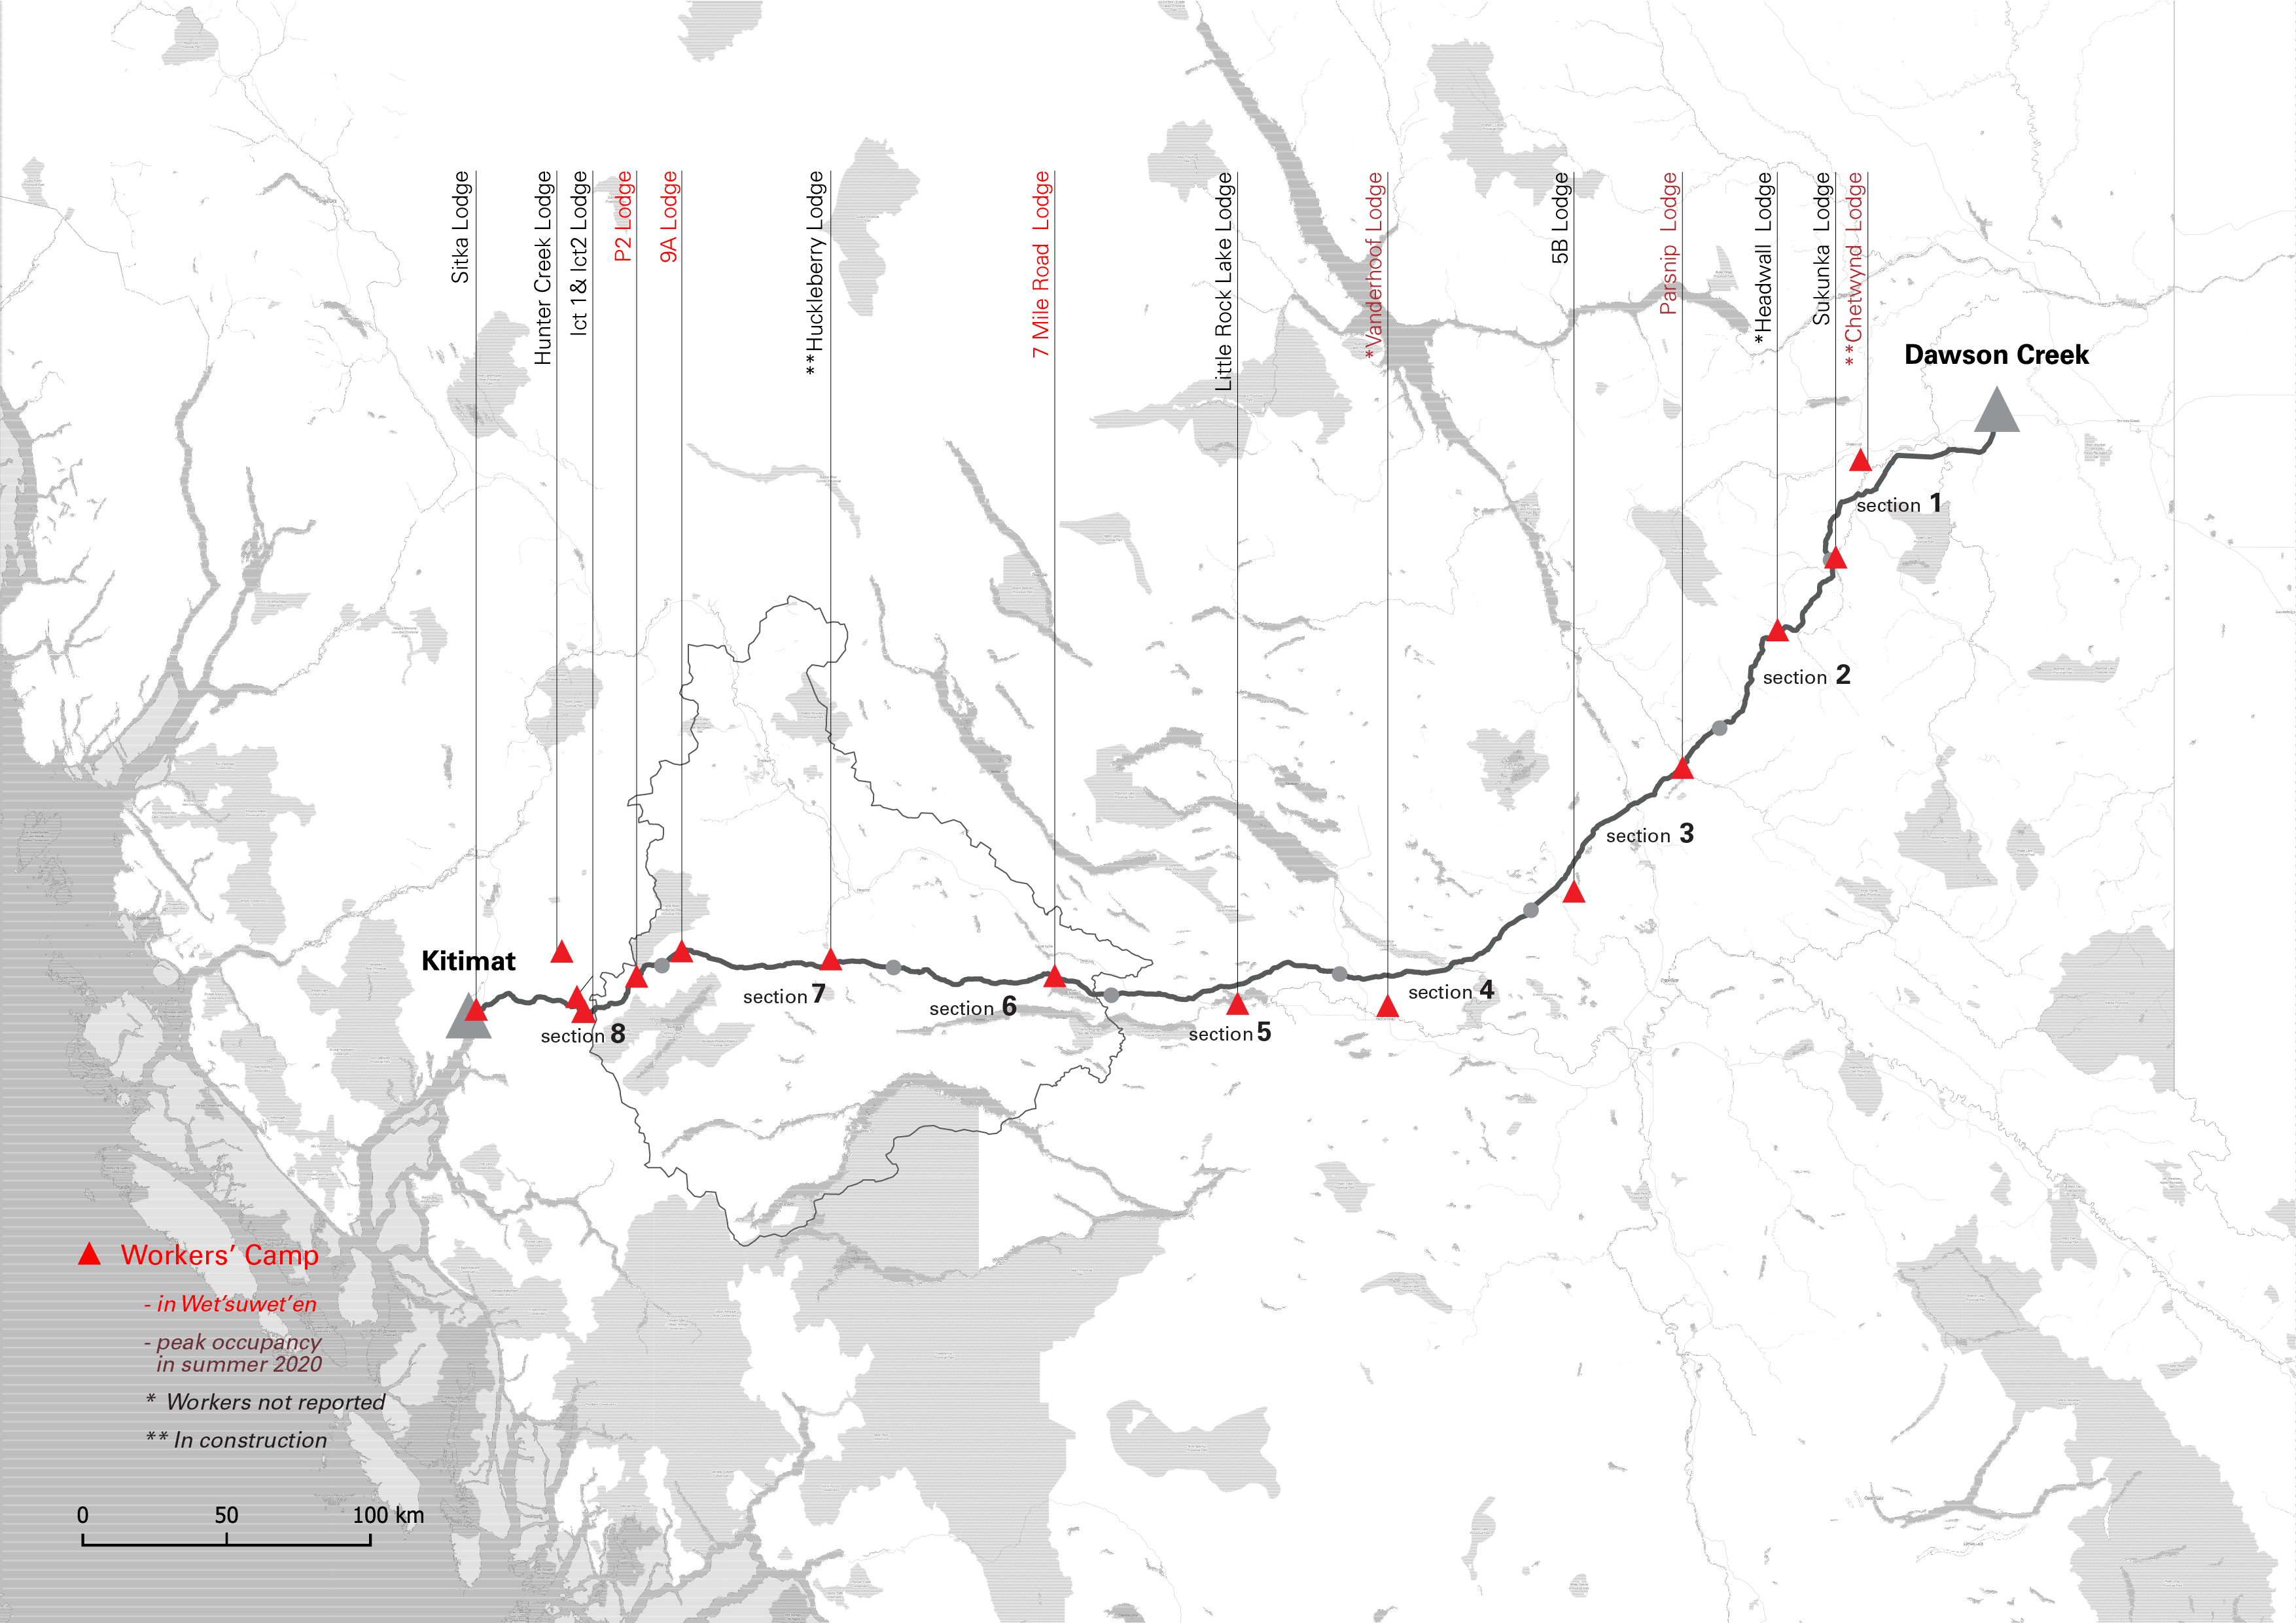 Sitka Lodge
Hunter Creek Lodge
Ict 1& Ict2 Lodge
P2 Lodge
9A Lodge
**Huckleberry Lodge
7 Mile Road Lodge
Little Rock Lake Lodge
*Vanderhoof Lodge
5B Lodge
Parsnip Lodge
*Headwall Lodge
Sukunka Lodge
**Chetwynd Lodge
Dawson Creek
section 1
section 2
section 3
section 4
section 5
section 6
section 7
section 8
Kitimat
Workers’ Camp
- in Wet’suwet’en
- peak occupancy
in summer 2020
* Workers not reported
** In construction
0 50 100 km